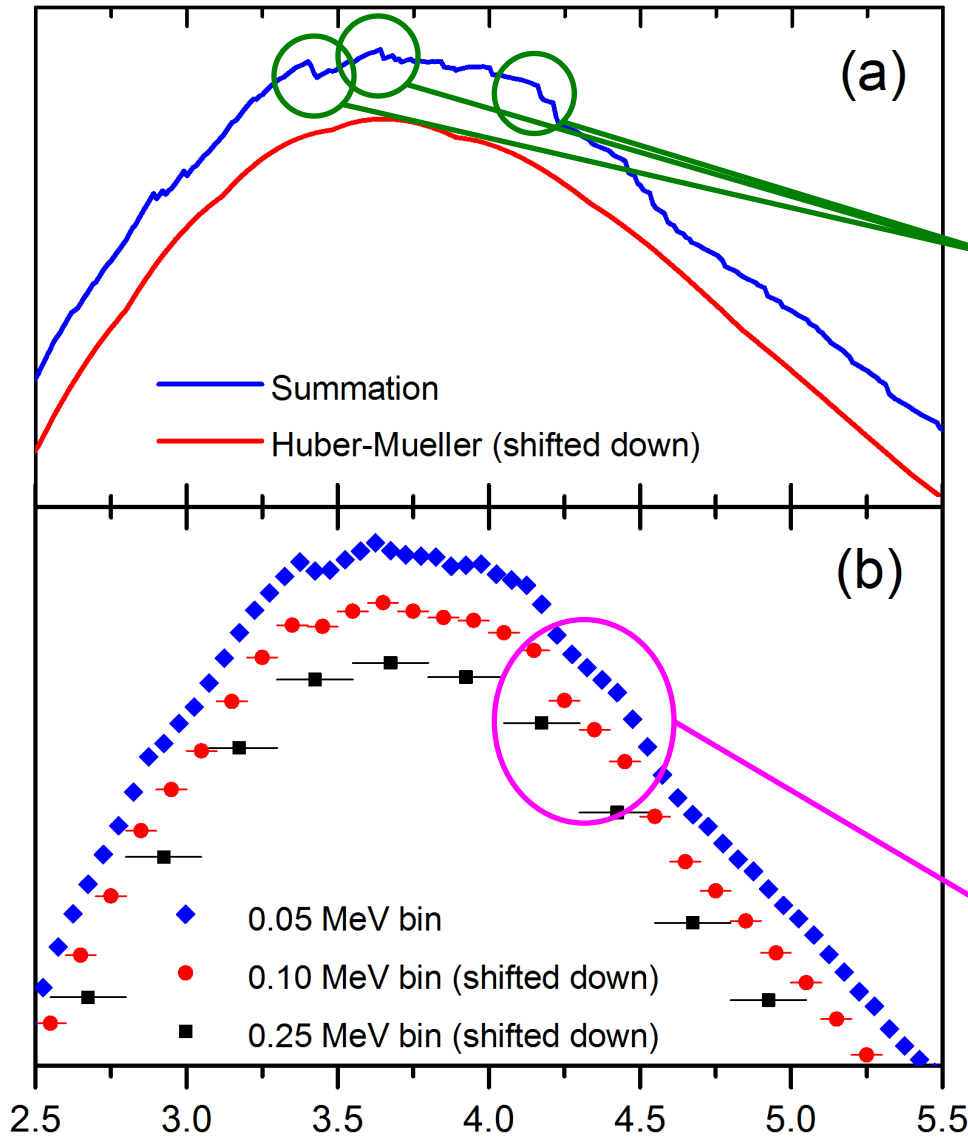 (a)
Summation
Huber-Mueller (shifted down)
(b)
0.05 MeV bin
0.10 MeV bin (shifted down)
0.25 MeV bin (shifted down)
2.5 3.0 3.5 4.0 4.5 5.0 5.5